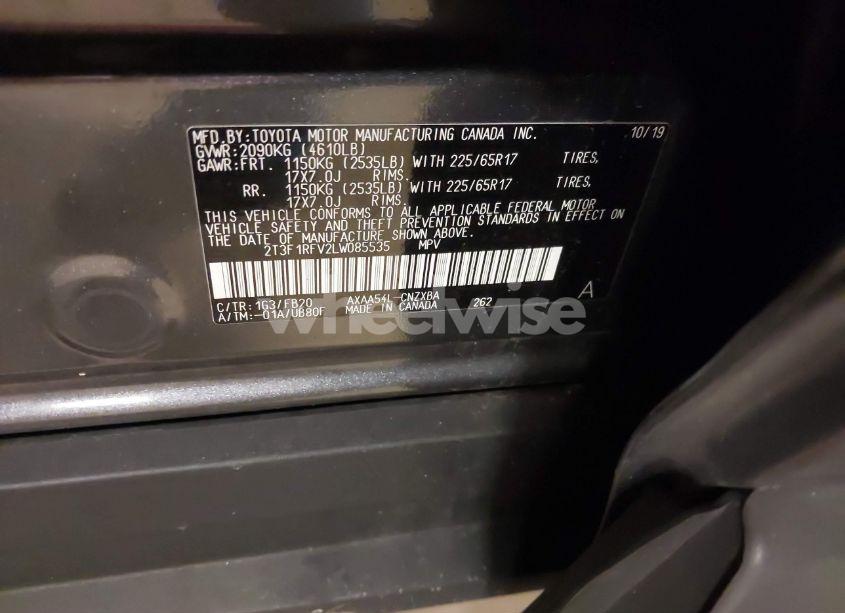 MFD.BY:TOYOTA MOTOR MANUFACTURING CANADA INC. 10/19
GVWR:2090KG (4610LB)
GAWR:FRT. 1150KG (2535LB) WITH 225/65R17 TIRES,
17X7.0J RIMS.
RR. 1150KG (2535LB) WITH 225/65R17 TIRES,
17X7.0J RIMS.
THIS VEHICLE CONFORMS TO ALL APPLICABLE FEDERAL MOTOR
VEHICLE SAFETY AND THEFT PREVENTION STANDARDS IN EFFECT ON
THE DATE OF MANUFACTURE SHOWN ABOVE.
2T3F1RFV2LW085535 MPV
C/TR:1G3/FB20 AXAA54L-CNZXBA 262 A
A/TM:-01A/UB80F MADE IN CANADA
wheelwise